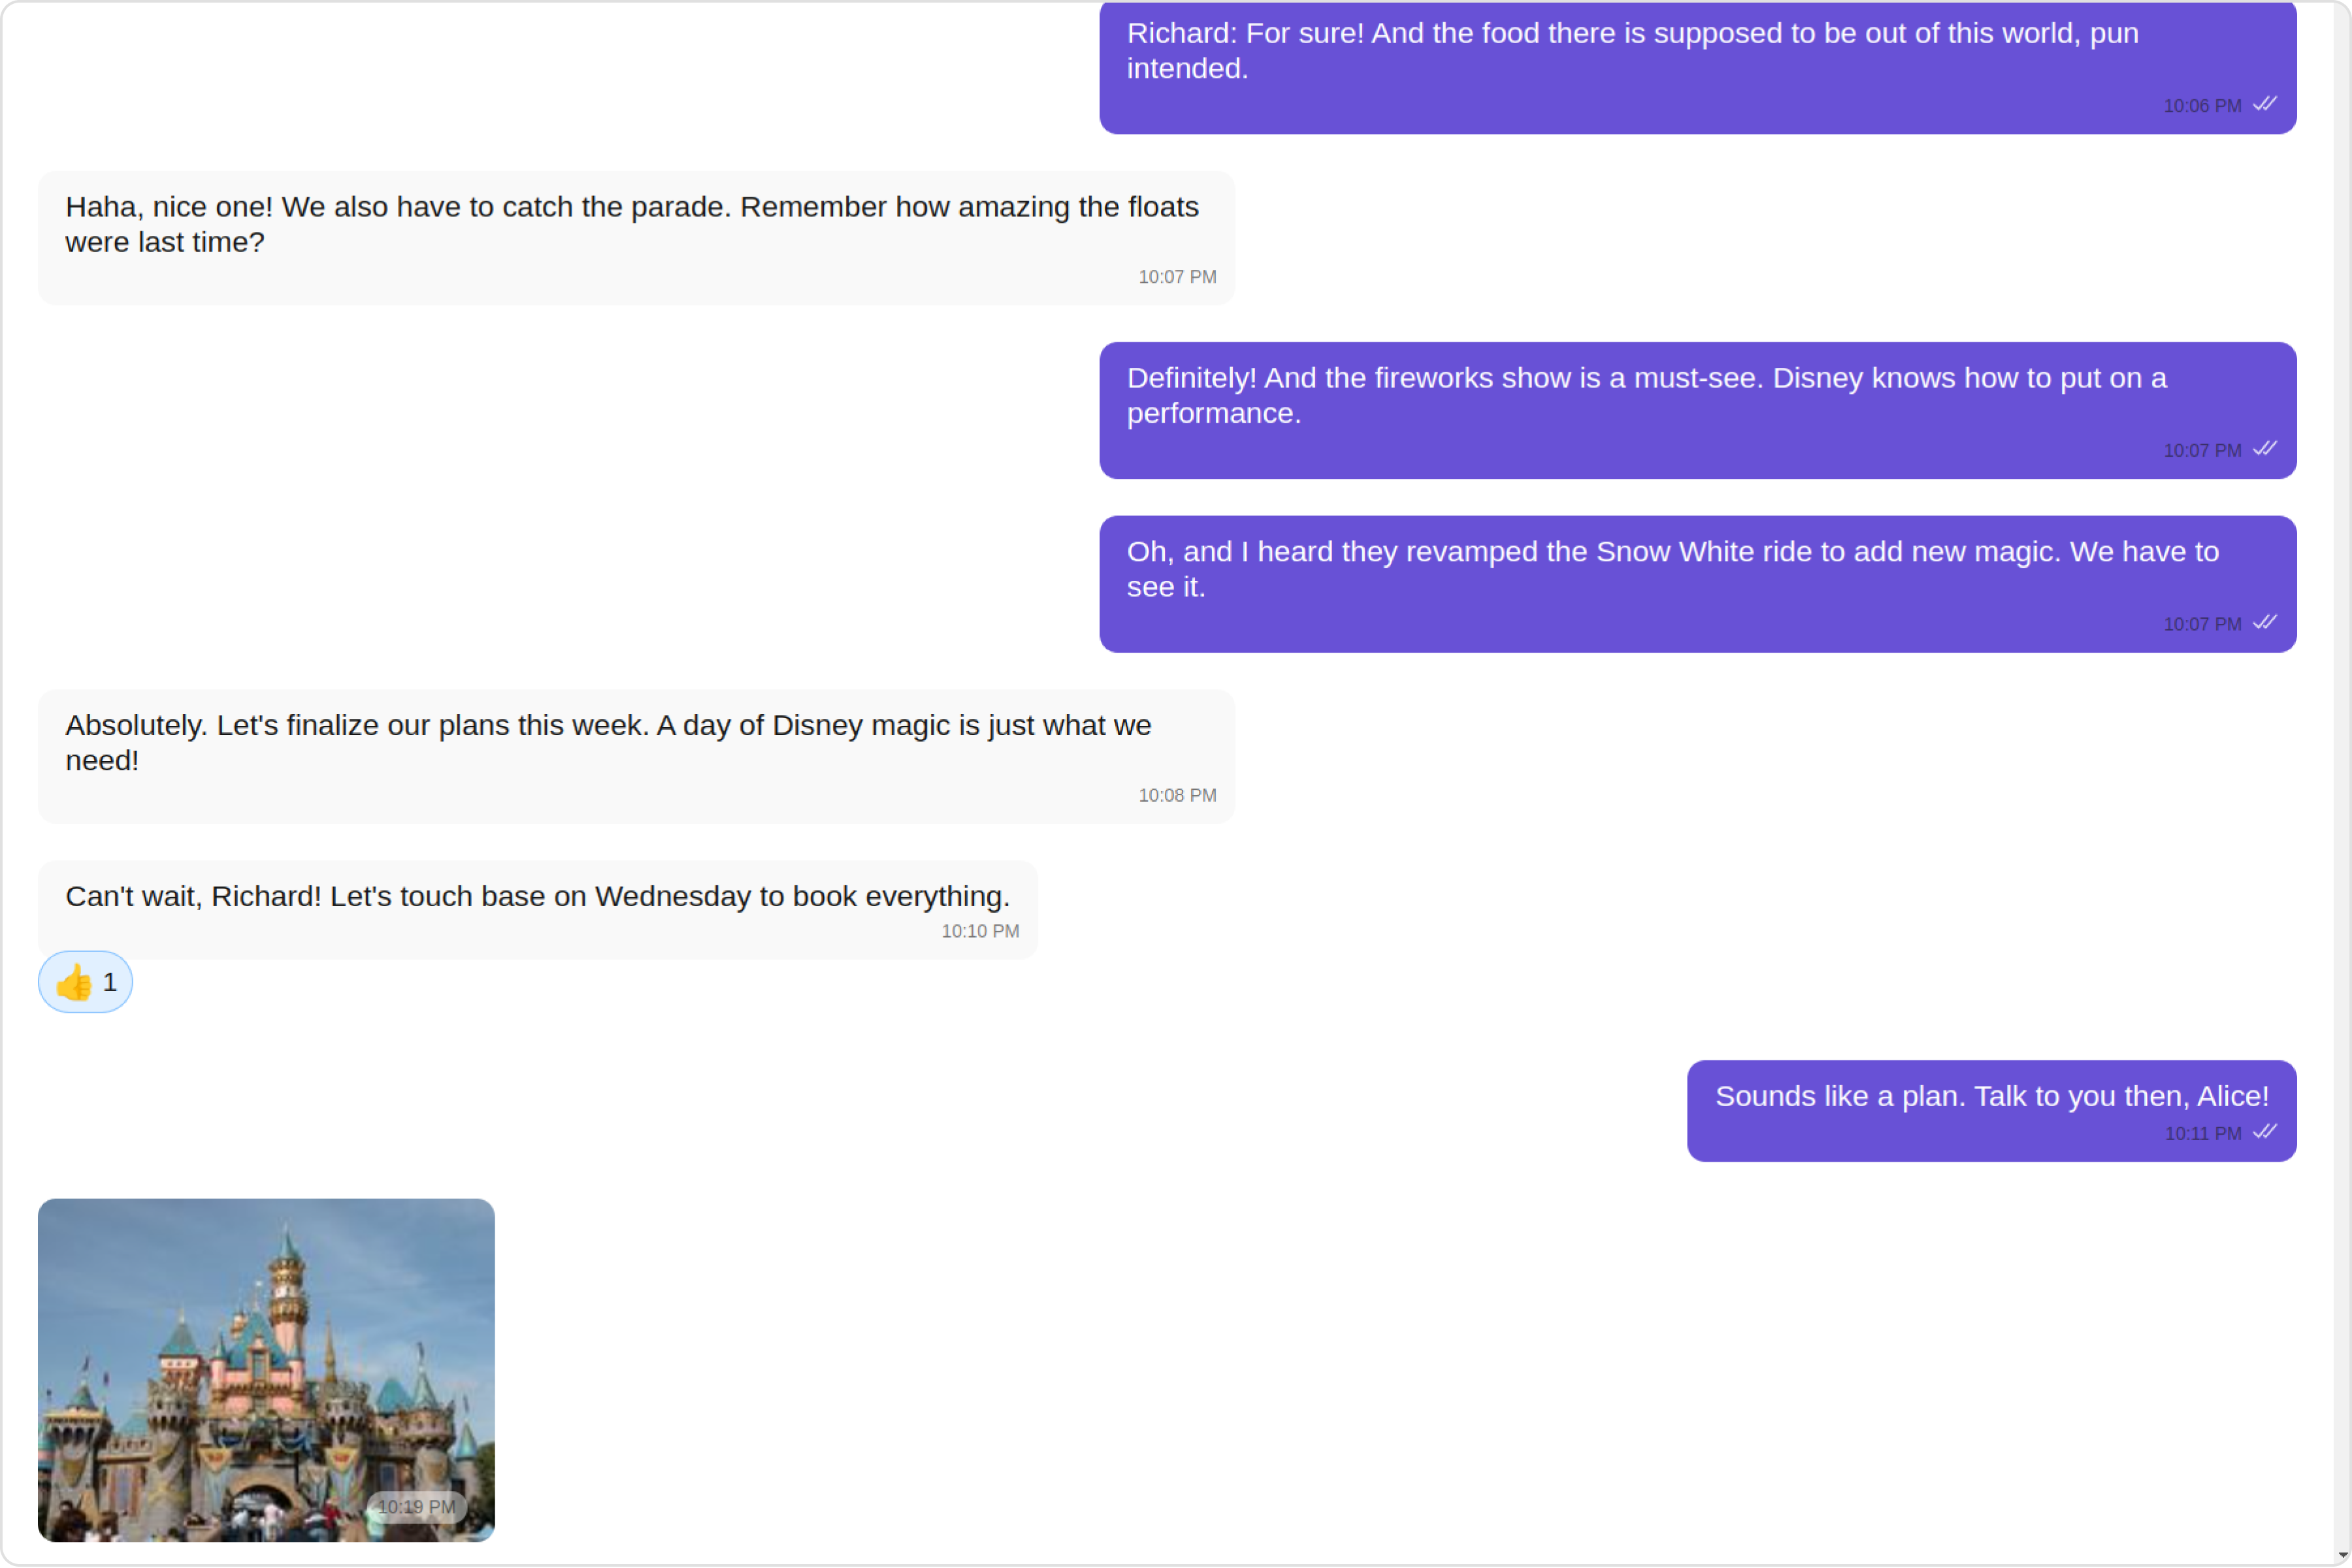 Richard: For sure! And the food there is supposed to be out of this world, pun
intended.
10:06 PM
Haha, nice one! We also have to catch the parade. Remember how amazing the floats
were last time?
10:07 PM
Definitely! And the fireworks show is a must-see. Disney knows how to put on a
performance.
10:07 PM
Oh, and I heard they revamped the Snow White ride to add new magic. We have to
see it.
10:07 PM
Absolutely. Let's finalize our plans this week. A day of Disney magic is just what we
need!
10:08 PM
Can't wait, Richard! Let's touch base on Wednesday to book everything.
10:10 PM
👍 1
Sounds like a plan. Talk to you then, Alice!
10:11 PM
10:19 PM